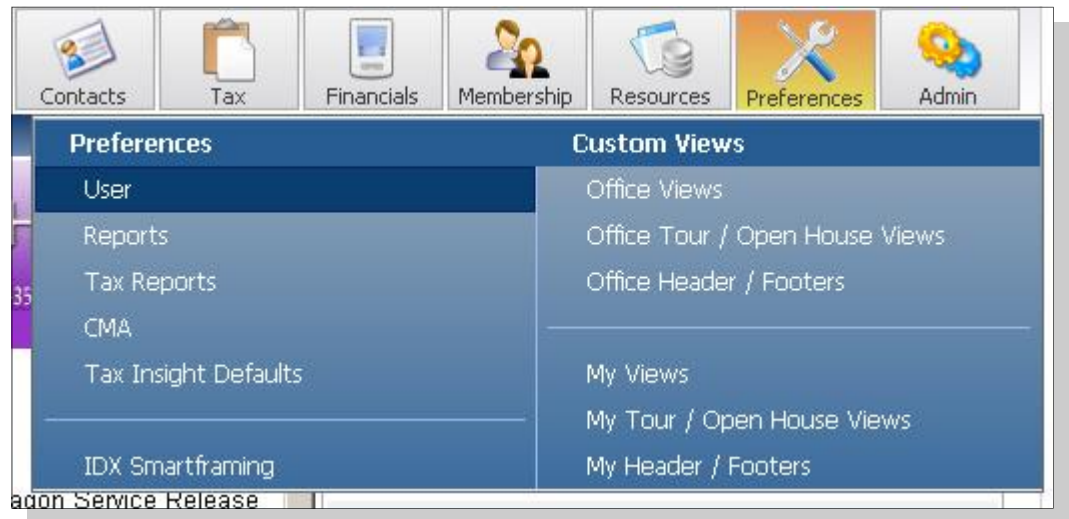 Contacts Tax Financials Membership Resources Preferences Admin
Preferences
User
Reports
Tax Reports
CMA
Tax Insight Defaults
IDX Smartframing
Custom Views
Office Views
Office Tour / Open House Views
Office Header / Footers
My Views
My Tour / Open House Views
My Header / Footers
35
agon Service Release